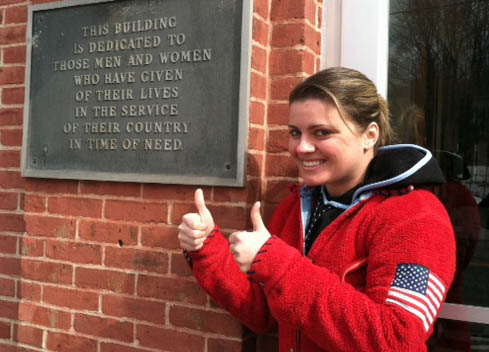 THIS BUILDING
IS DEDICATED TO
THOSE MEN AND WOMEN
WHO HAVE GIVEN
OF THEIR LIVES
IN THE SERVICE
OF THEIR COUNTRY
IN TIME OF NEED.